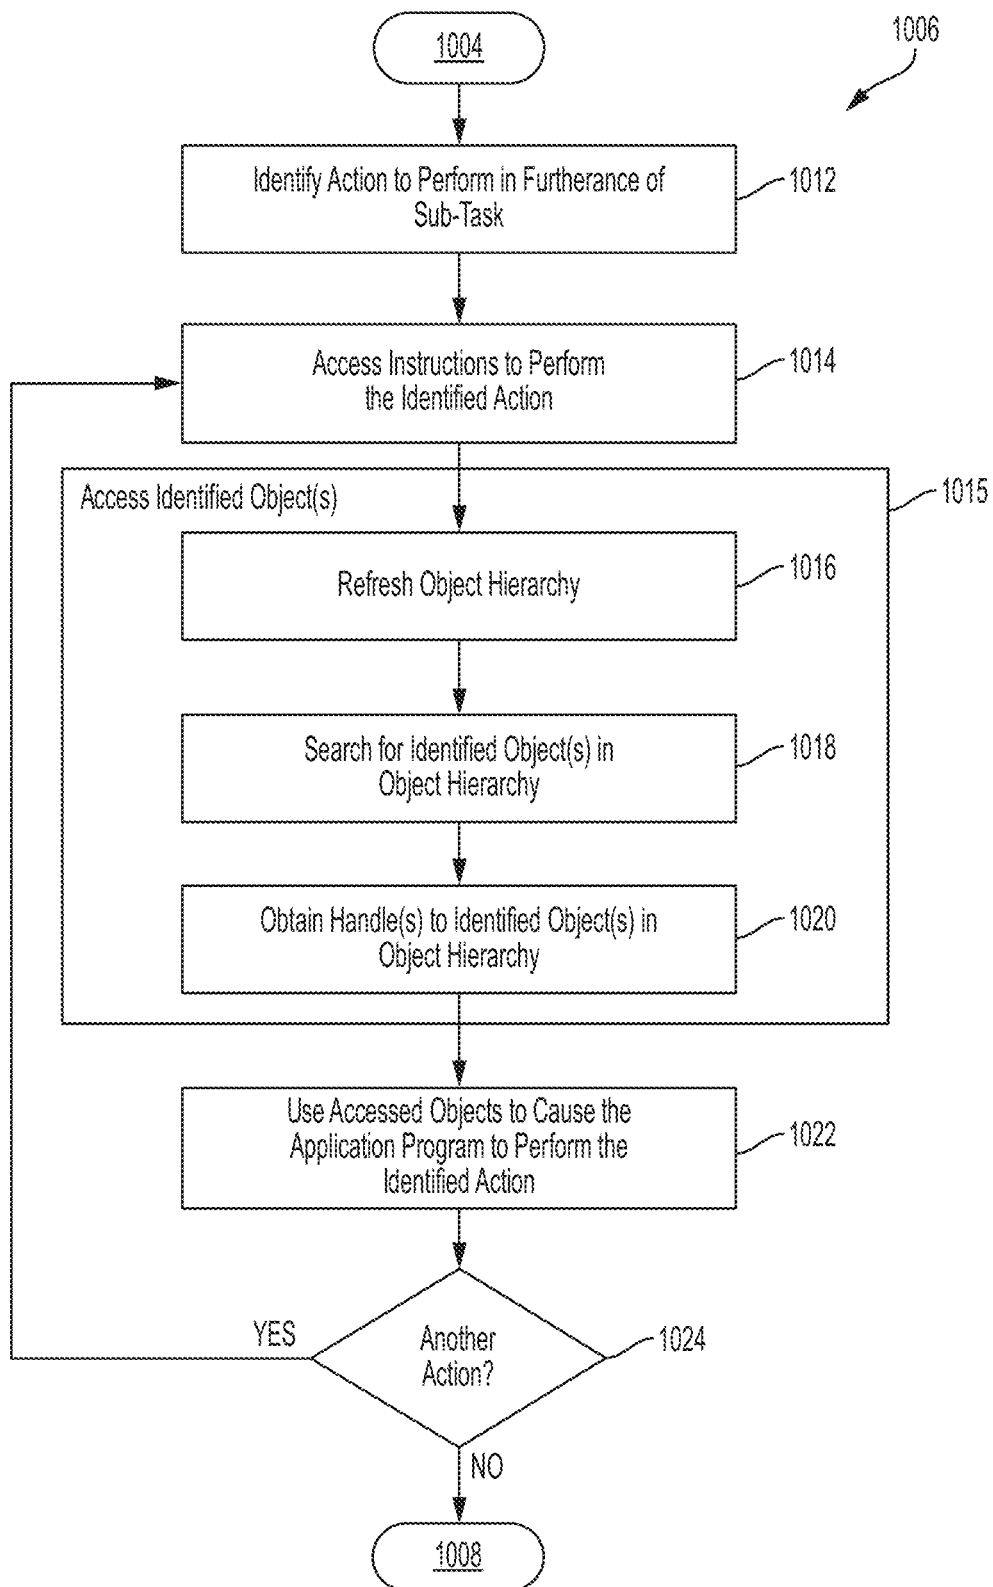 1004
1006
Identify Action to Perform in Furtherance of
Sub-Task
1012
Access Instructions to Perform
the Identified Action
1014
Access Identified Object(s)
1015
Refresh Object Hierarchy
1016
Search for Identified Object(s) in
Object Hierarchy
1018
Obtain Handle(s) to Identified Object(s) in
Object Hierarchy
1020
Use Accessed Objects to Cause the
Application Program to Perform the
Identified Action
1022
YES
Another
Action?
1024
NO
1008